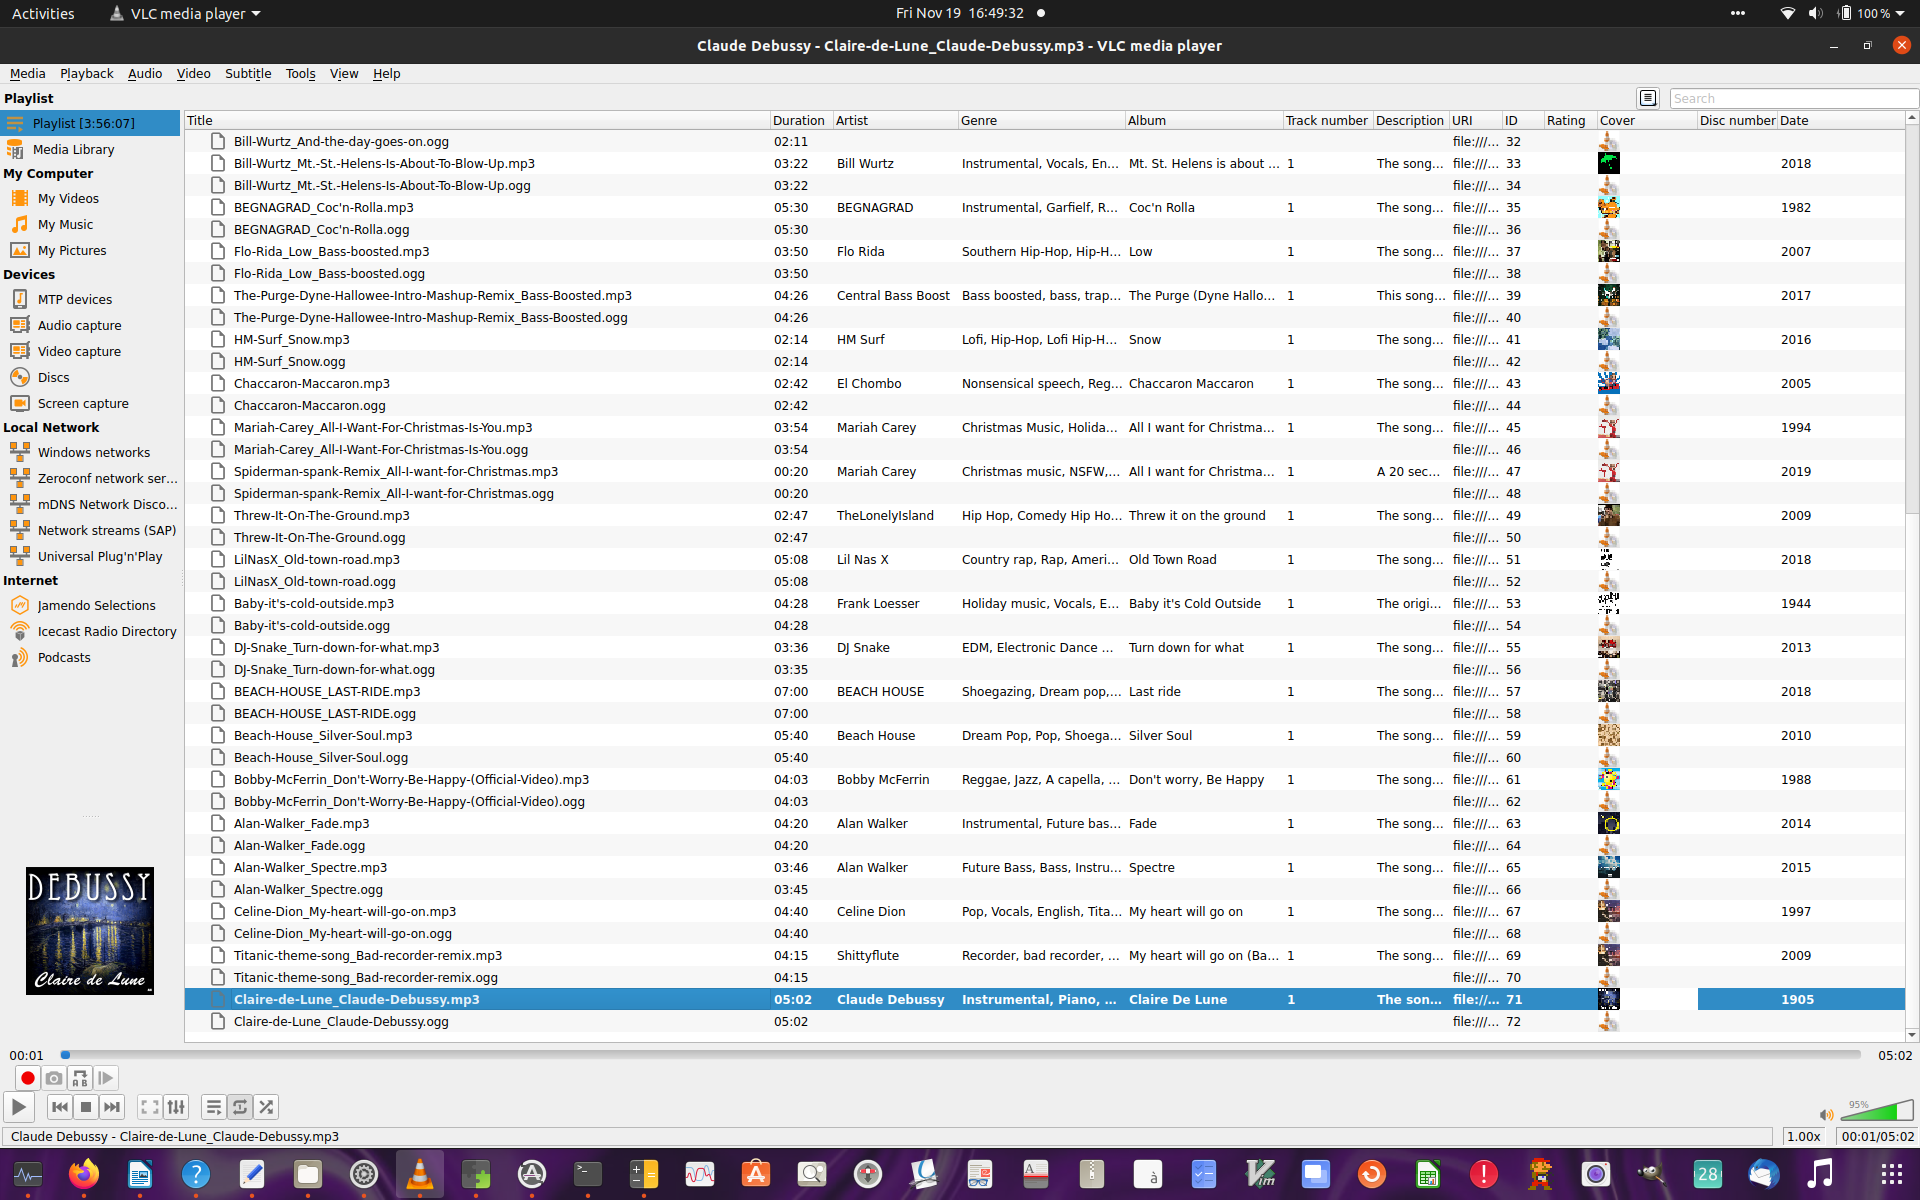 Activities VLC media player Fri Nov 19 16:49:32 100 %
Claude Debussy - Claire-de-Lune_Claude-Debussy.mp3 - VLC media player
Media Playback Audio Video Subtitle Tools View Help
Playlist
Search
Playlist [3:56:07]
Media Library
My Computer
My Videos
My Music
My Pictures
Devices
MTP devices
Audio capture
Video capture
Discs
Screen capture
Local Network
Windows networks
Zeroconf network ser...
mDNS Network Disco...
Network streams (SAP)
Universal Plug'n'Play
Internet
Jamendo Selections
Icecast Radio Directory
Podcasts
DEBUSSY
Claire de Lune
Title Duration Artist Genre Album Track number Description URI ID Rating Cover Disc number Date
Bill-Wurtz_And-the-day-goes-on.ogg 02:11 file:///... 32
Bill-Wurtz_Mt.-St.-Helens-Is-About-To-Blow-Up.mp3 03:22 Bill Wurtz Instrumental, Vocals, En... Mt. St. Helens is about ... 1 The song... file:///... 33 2018
Bill-Wurtz_Mt.-St.-Helens-Is-About-To-Blow-Up.ogg 03:22 file:///... 34
BEGNAGRAD_Coc'n-Rolla.mp3 05:30 BEGNAGRAD Instrumental, Garfielf, R... Coc'n Rolla 1 The song... file:///... 35 1982
BEGNAGRAD_Coc'n-Rolla.ogg 05:30 file:///... 36
Flo-Rida_Low_Bass-boosted.mp3 03:50 Flo Rida Southern Hip-Hop, Hip-H... Low 1 The song... file:///... 37 2007
Flo-Rida_Low_Bass-boosted.ogg 03:50 file:///... 38
The-Purge-Dyne-Hallowee-Intro-Mashup-Remix_Bass-Boosted.mp3 04:26 Central Bass Boost Bass boosted, bass, trap... The Purge (Dyne Hallo... 1 This song... file:///... 39 2017
The-Purge-Dyne-Hallowee-Intro-Mashup-Remix_Bass-Boosted.ogg 04:26 file:///... 40
HM-Surf_Snow.mp3 02:14 HM Surf Lofi, Hip-Hop, Lofi Hip-H... Snow 1 The song... file:///... 41 2016
HM-Surf_Snow.ogg 02:14 file:///... 42
Chaccaron-Maccaron.mp3 02:42 El Chombo Nonsensical speech, Reg... Chaccaron Maccaron 1 The song... file:///... 43 2005
Chaccaron-Maccaron.ogg 02:42 file:///... 44
Mariah-Carey_All-I-Want-For-Christmas-Is-You.mp3 03:54 Mariah Carey Christmas Music, Holida... All I want for Christma... 1 The song... file:///... 45 1994
Mariah-Carey_All-I-Want-For-Christmas-Is-You.ogg 03:54 file:///... 46
Spiderman-spank-Remix_All-I-want-for-Christmas.mp3 00:20 Mariah Carey Christmas music, NSFW,... All I want for Christma... 1 A 20 sec... file:///... 47 2019
Spiderman-spank-Remix_All-I-want-for-Christmas.ogg 00:20 file:///... 48
Threw-It-On-The-Ground.mp3 02:47 TheLonelyIsland Hip Hop, Comedy Hip Ho... Threw it on the ground 1 The song... file:///... 49 2009
Threw-It-On-The-Ground.ogg 02:47 file:///... 50
LilNasX_Old-town-road.mp3 05:08 Lil Nas X Country rap, Rap, Ameri... Old Town Road 1 The song... file:///... 51 2018
LilNasX_Old-town-road.ogg 05:08 file:///... 52
Baby-it's-cold-outside.mp3 04:28 Frank Loesser Holiday music, Vocals, E... Baby it's Cold Outside 1 The origi... file:///... 53 1944
Baby-it's-cold-outside.ogg 04:28 file:///... 54
DJ-Snake_Turn-down-for-what.mp3 03:36 DJ Snake EDM, Electronic Dance ... Turn down for what 1 The song... file:///... 55 2013
DJ-Snake_Turn-down-for-what.ogg 03:35 file:///... 56
BEACH-HOUSE_LAST-RIDE.mp3 07:00 BEACH HOUSE Shoegazing, Dream pop,... Last ride 1 The song... file:///... 57 2018
BEACH-HOUSE_LAST-RIDE.ogg 07:00 file:///... 58
Beach-House_Silver-Soul.mp3 05:40 Beach House Dream Pop, Pop, Shoega... Silver Soul 1 The song... file:///... 59 2010
Beach-House_Silver-Soul.ogg 05:40 file:///... 60
Bobby-McFerrin_Don't-Worry-Be-Happy-(Official-Video).mp3 04:03 Bobby McFerrin Reggae, Jazz, A capella, ... Don't worry, Be Happy 1 The song... file:///... 61 1988
Bobby-McFerrin_Don't-Worry-Be-Happy-(Official-Video).ogg 04:03 file:///... 62
Alan-Walker_Fade.mp3 04:20 Alan Walker Instrumental, Future bas... Fade 1 The song... file:///... 63 2014
Alan-Walker_Fade.ogg 04:20 file:///... 64
Alan-Walker_Spectre.mp3 03:46 Alan Walker Future Bass, Bass, Instru... Spectre 1 The song... file:///... 65 2015
Alan-Walker_Spectre.ogg 03:45 file:///... 66
Celine-Dion_My-heart-will-go-on.mp3 04:40 Celine Dion Pop, Vocals, English, Tita... My heart will go on 1 The song... file:///... 67 1997
Celine-Dion_My-heart-will-go-on.ogg 04:40 file:///... 68
Titanic-theme-song_Bad-recorder-remix.mp3 04:15 Shittyflute Recorder, bad recorder, ... My heart will go on (Ba... 1 The song... file:///... 69 2009
Titanic-theme-song_Bad-recorder-remix.ogg 04:15 file:///... 70
Claire-de-Lune_Claude-Debussy.mp3 05:02 Claude Debussy Instrumental, Piano, ... Claire De Lune 1 The son... file:///... 71 1905
Claire-de-Lune_Claude-Debussy.ogg 05:02 file:///... 72
00:01 05:02
A B
95%
Claude Debussy - Claire-de-Lune_Claude-Debussy.mp3 1.00x 00:01/05:02
28